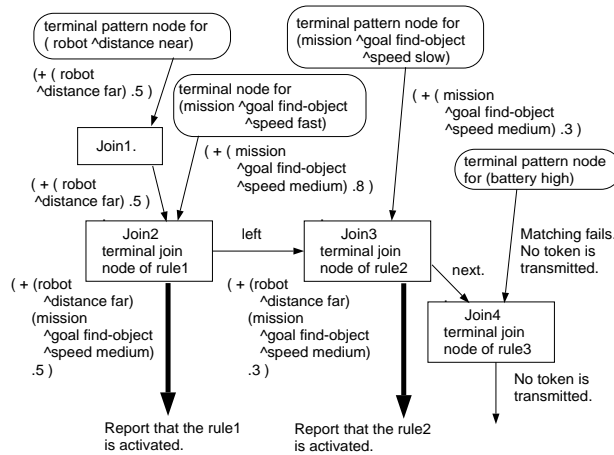 terminal pattern node for
( robot ^distance near)
(+ ( robot
^distance far) .5 )
Join1.
(+ ( robot
^distance far) .5 )
terminal node for
(mission ^goal find-object
^speed fast)
( + ( mission
^goal find-object
^speed medium) .8 )
terminal pattern node for
(mission ^goal find-object
^speed slow)
( + ( mission
^goal find-object
^speed medium) .3 )
terminal pattern node
for (battery high)
Join2
terminal join
node of rule1
left
Join3
terminal join
node of rule2
next.
Matching fails.
No token is
transmitted.
Join4
terminal join
node of rule3
( + (robot
^distance far)
(mission
^goal find-object
^speed medium)
.5 )
( + (robot
^distance far)
(mission
^goal find-object
^speed medium)
.3 )
No token is
transmitted.
Report that the rule1
is activated.
Report that the rule2
is activated.